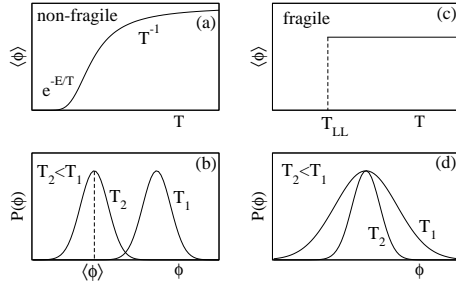 non-fragile
(a)
⟨ϕ⟩
T⁻¹
e^-E/T
T
fragile
(c)
⟨ϕ⟩
T_LL
T
T₂<T₁
(b)
P(ϕ)
T₂
T₁
⟨ϕ⟩
ϕ
T₂<T₁
(d)
P(ϕ)
T₂
T₁
ϕ